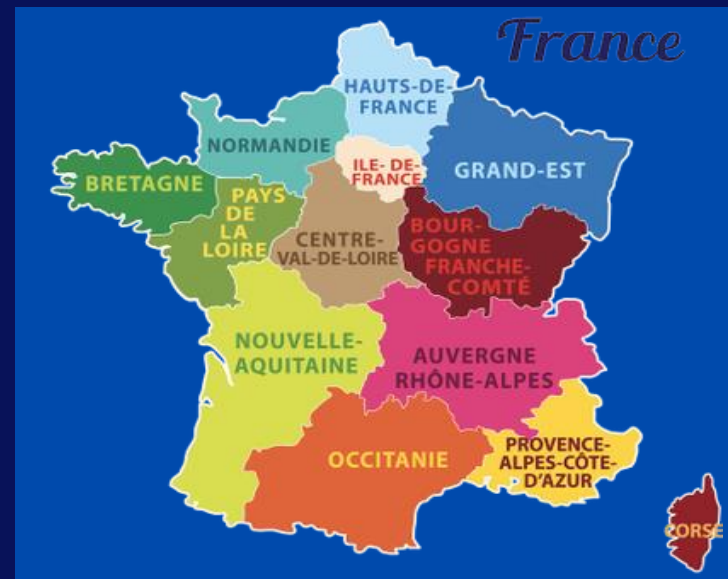 France
HAUTS-DE-
FRANCE
NORMANDIE
ILE- DE-
FRANCE
GRAND-EST
BRETAGNE
PAYS
DE
LA
LOIRE
CENTRE-
VAL-DE-LOIRE
BOUR-
GOGNE
FRANCHE-
COMTÉ
NOUVELLE-
AQUITAINE
AUVERGNE
RHÔNE-ALPES
OCCITANIE
PROVENCE-
ALPES-CÔTE-
D'AZUR
CORSE